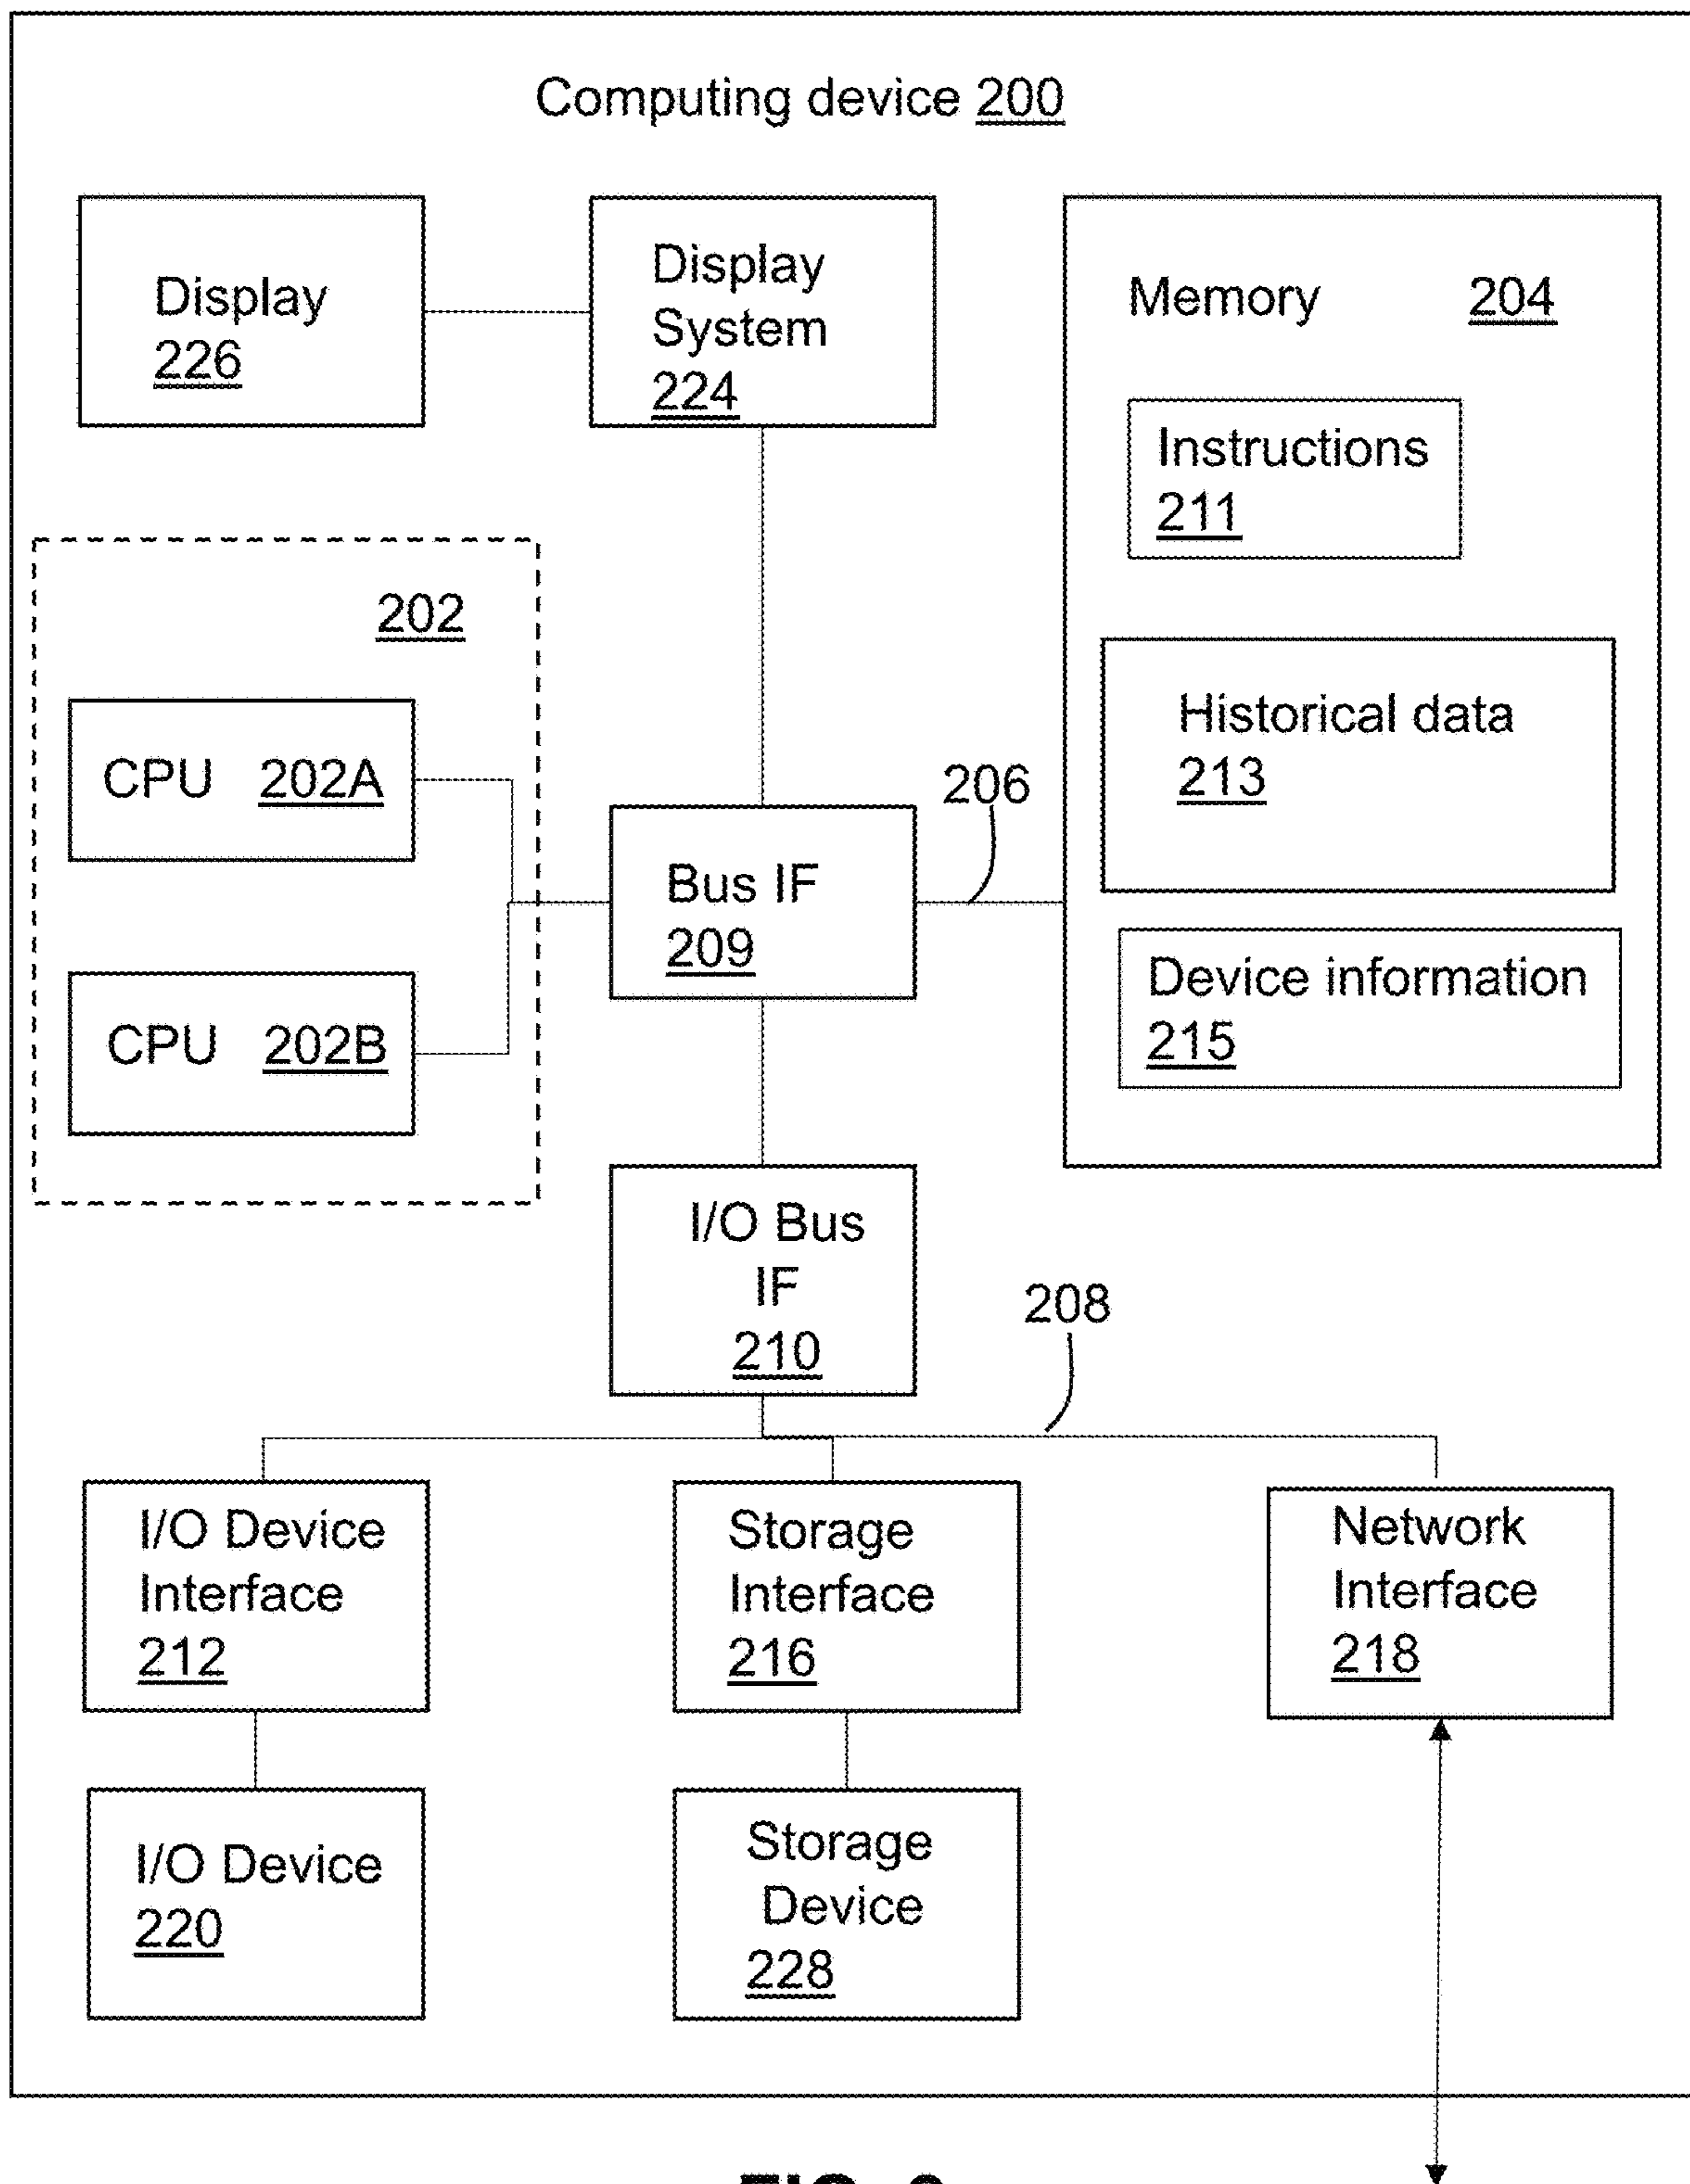 Computing device 200
Display
226
Display
System
224
Memory 204
Instructions
211
Historical data
213
Device information
215
202
CPU 202A
CPU 202B
206
Bus IF
209
I/O Bus
IF
210
208
I/O Device
Interface
212
Storage
Interface
216
Network
Interface
218
I/O Device
220
Storage
Device
228